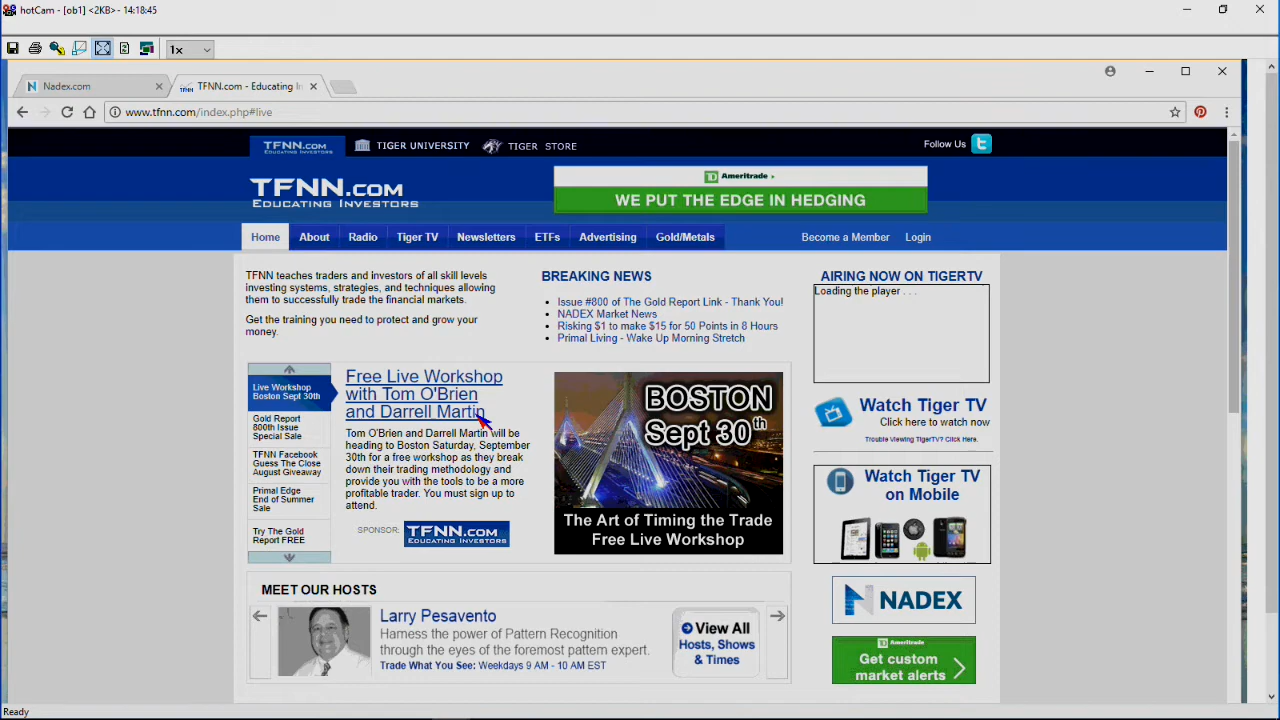 hotCam - [ob1] <2KB> - 14:18:45
1x
Nadex.com
TFNN.com - Educating In
www.tfnn.com/index.php#live
TFNN.COM
EDUCATING INVESTORS
TIGER UNIVERSITY
TIGER STORE
Follow Us
TFNN.COM
EDUCATING INVESTORS
TD Ameritrade
WE PUT THE EDGE IN HEDGING
Home
About
Radio
Tiger TV
Newsletters
ETFs
Advertising
Gold/Metals
Become a Member
Login
TFNN teaches traders and investors of all skill levels
investing systems, strategies, and techniques allowing
them to successfully trade the financial markets.
Get the training you need to protect and grow your
money.
BREAKING NEWS
Issue #800 of The Gold Report Link - Thank You!
NADEX Market News
Risking $1 to make $15 for 50 Points in 8 Hours
Primal Living - Wake Up Morning Stretch
AIRING NOW ON TIGERTV
Loading the player . . .
Live Workshop
Boston Sept 30th
Gold Report
800th Issue
Special Sale
TFNN Facebook
Guess The Close
August Giveaway
Primal Edge
End of Summer
Sale
Try The Gold
Report FREE
Free Live Workshop
with Tom O'Brien
and Darrell Martin
Tom O'Brien and Darrell Martin will be
heading to Boston Saturday, September
30th for a free workshop as they break
down their trading methodology and
provide you with the tools to be a more
profitable trader. You must sign up to
attend.
SPONSOR:
TFNN.COM
EDUCATING INVESTORS
BOSTON
Sept 30th
The Art of Timing the Trade
Free Live Workshop
Watch Tiger TV
Click here to watch now
Trouble Viewing TigerTV? Click Here.
Watch Tiger TV
on Mobile
MEET OUR HOSTS
Larry Pesavento
Harness the power of Pattern Recognition
through the eyes of the foremost pattern expert.
Trade What You See: Weekdays 9 AM - 10 AM EST
View All
Hosts, Shows
& Times
NADEX
TD Ameritrade
Get custom
market alerts
Ready